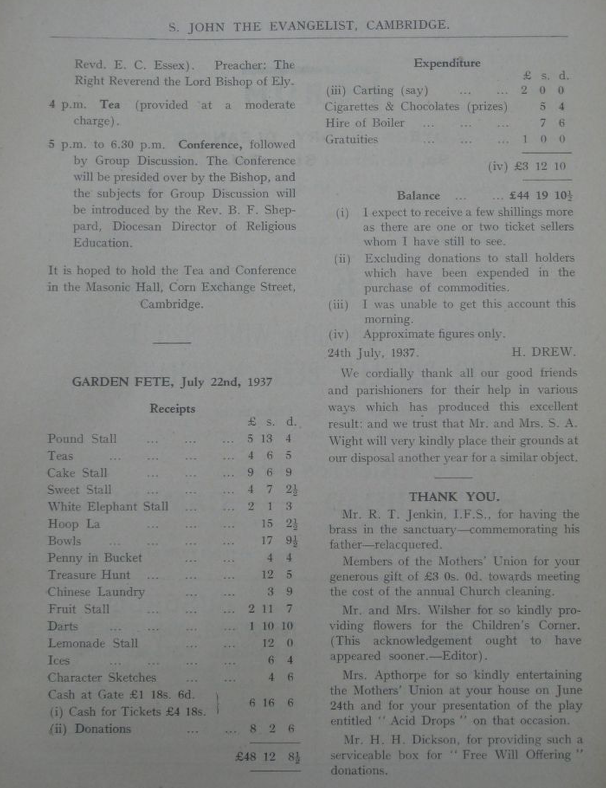 S. JOHN THE EVANGELIST, CAMBRIDGE.
Revd. E. C. Essex). Preacher: The
Right Reverend the Lord Bishop of Ely.
4 p.m. Tea (provided at a moderate
charge).
5 p.m. to 6.30 p.m. Conference, followed
by Group Discussion. The Conference
will be presided over by the Bishop, and
the subjects for Group Discussion will
be introduced by the Rev. B. F. Shep-
pard, Diocesan Director of Religious
Education.
It is hoped to hold the Tea and Conference
in the Masonic Hall, Corn Exchange Street,
Cambridge.
GARDEN FETE, July 22nd, 1937
Receipts
£ s. d.
Pound Stall ... ... ... 5 13 4
Teas ... ... ... ... 4 6 5
Cake Stall ... ... ... 9 6 9
Sweet Stall ... ... ... 4 7 2½
White Elephant Stall ... ... 2 1 3
Hoop La ... ... ... 15 2½
Bowls ... ... ... ... 17 9½
Penny in Bucket ... ... 4 4
Treasure Hunt ... ... ... 12 5
Chinese Laundry ... ... 3 9
Fruit Stall ... ... ... 2 11 7
Darts ... ... ... ... 1 10 10
Lemonade Stall ... ... 12 0
Ices ... ... ... ... 6 4
Character Sketches ... ... 4 6
Cash at Gate £1 18s. 6d.
(i) Cash for Tickets £4 18s. } 6 16 6
(ii) Donations ... ... 8 2 6
£48 12 8½
Expenditure
£ s. d.
(iii) Carting (say) ... ... 2 0 0
Cigarettes & Chocolates (prizes) 5 4
Hire of Boiler ... ... ... 7 6
Gratuities ... ... ... 1 0 0
(iv) £3 12 10
Balance ... ... £44 19 10½
(i) I expect to receive a few shillings more
as there are one or two ticket sellers
whom I have still to see.
(ii) Excluding donations to stall holders
which have been expended in the
purchase of commodities.
(iii) I was unable to get this account this
morning.
(iv) Approximate figures only.
24th July, 1937. H. DREW.
We cordially thank all our good friends
and parishioners for their help in various
ways which has produced this excellent
result: and we trust that Mr. and Mrs. S. A.
Wight will very kindly place their grounds at
our disposal another year for a similar object.
THANK YOU.
Mr. R. T. Jenkin, I.F.S., for having the
brass in the sanctuary—commemorating his
father—relacquered.
Members of the Mothers' Union for your
generous gift of £3 0s. 0d. towards meeting
the cost of the annual Church cleaning.
Mr. and Mrs. Wilsher for so kindly pro-
viding flowers for the Children's Corner.
(This acknowledgement ought to have
appeared sooner.—Editor).
Mrs. Apthorpe for so kindly entertaining
the Mothers' Union at your house on June
24th and for your presentation of the play
entitled " Acid Drops " on that occasion.
Mr. H. H. Dickson, for providing such a
serviceable box for " Free Will Offering "
donations.